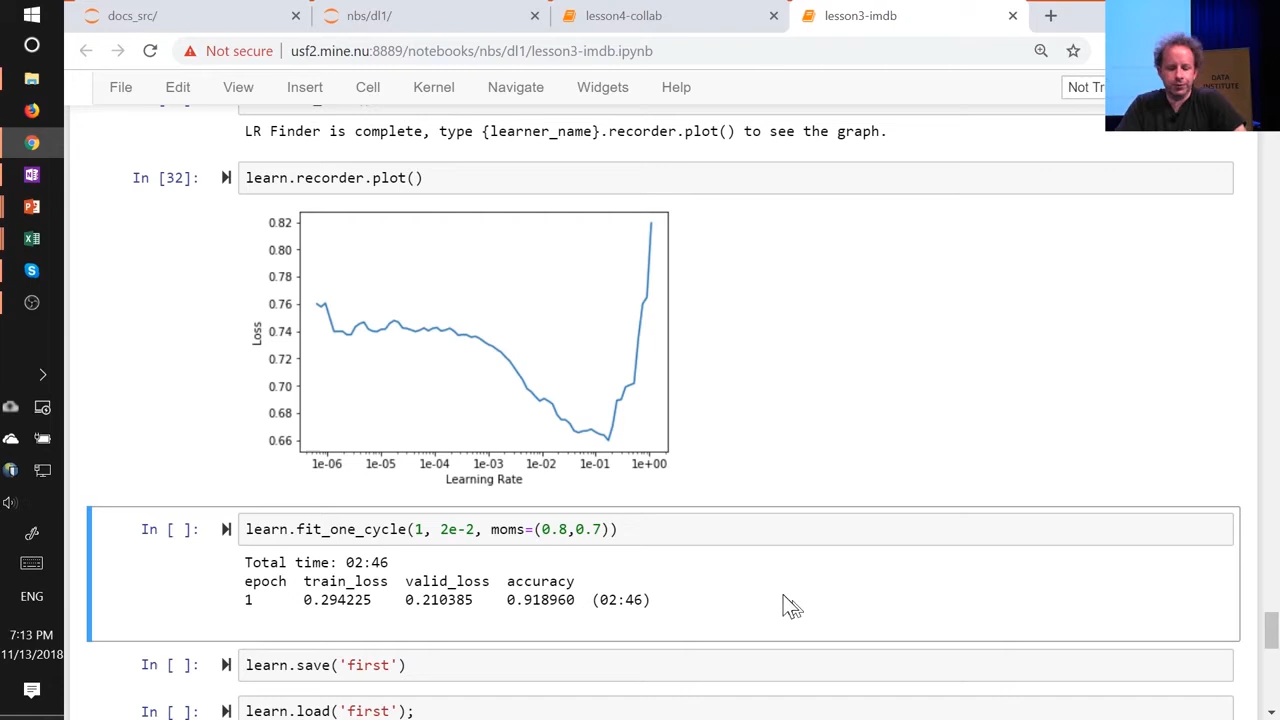 docs_src/
nbs/dl1/
lesson4-collab
lesson3-imdb
Not secure
usf2.mine.nu:8889/notebooks/nbs/dl1/lesson3-imdb.ipynb
File Edit View Insert Cell Kernel Navigate Widgets Help
Not Tr
DATA
INSTITUTE
LR Finder is complete, type {learner_name}.recorder.plot() to see the graph.
In [32]:
learn.recorder.plot()
0.82
0.80
0.78
0.76
0.74
0.72
0.70
0.68
0.66
Loss
1e-06 1e-05 1e-04 1e-03 1e-02 1e-01 1e+00
Learning Rate
In [ ]:
learn.fit_one_cycle(1, 2e-2, moms=(0.8,0.7))
Total time: 02:46
epoch train_loss valid_loss accuracy
1 0.294225 0.210385 0.918960 (02:46)
In [ ]:
learn.save('first')
In [ ]:
learn.load('first');
ENG
7:13 PM
11/13/2018